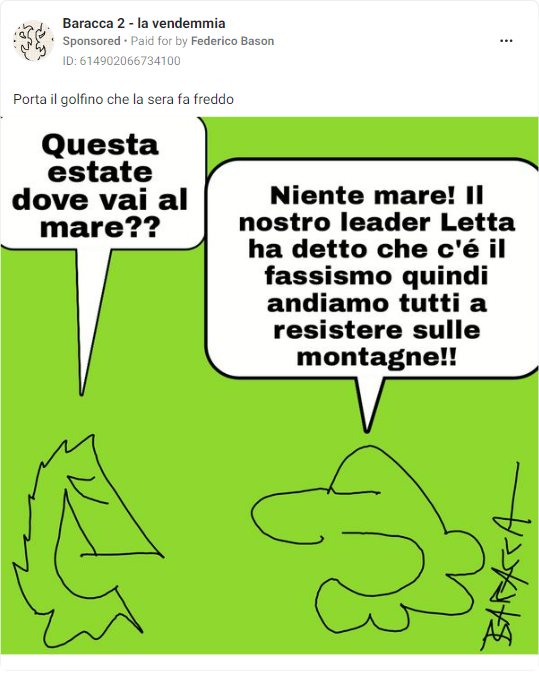 Baracca 2 - la vendemmia
Sponsored • Paid for by Federico Bason
ID: 614902066734100
Porta il golfino che la sera fa freddo
Questa
estate
dove vai al
mare??
Niente mare! Il
nostro leader Letta
ha detto che c'é il
fassismo quindi
andiamo tutti a
resistere sulle
montagne!!
BARACCA